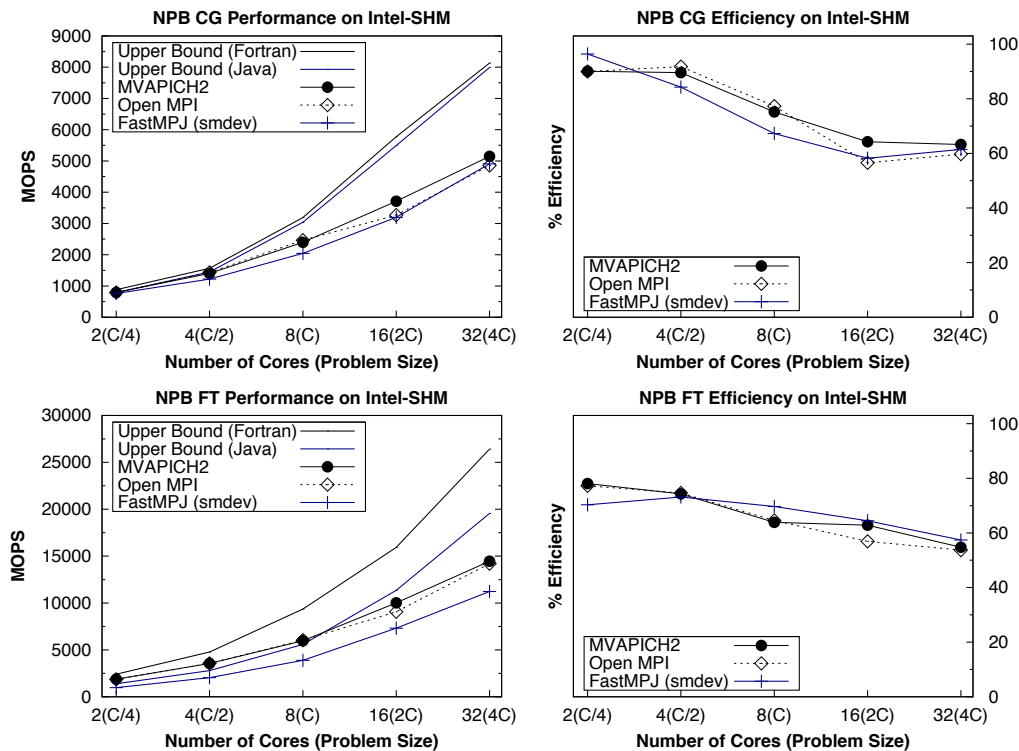 NPB CG Performance on Intel-SHM
9000
8000
7000
6000
5000
4000
3000
2000
1000
0
MOPS
Upper Bound (Fortran)
Upper Bound (Java)
MVAPICH2
Open MPI
FastMPJ (smdev)
2(C/4) 4(C/2) 8(C) 16(2C) 32(4C)
Number of Cores (Problem Size)
NPB CG Efficiency on Intel-SHM
100
80
60
40
20
0
% Efficiency
MVAPICH2
Open MPI
FastMPJ (smdev)
2(C/4) 4(C/2) 8(C) 16(2C) 32(4C)
Number of Cores (Problem Size)
NPB FT Performance on Intel-SHM
30000
25000
20000
15000
10000
5000
0
MOPS
Upper Bound (Fortran)
Upper Bound (Java)
MVAPICH2
Open MPI
FastMPJ (smdev)
2(C/4) 4(C/2) 8(C) 16(2C) 32(4C)
Number of Cores (Problem Size)
NPB FT Efficiency on Intel-SHM
100
80
60
40
20
0
% Efficiency
MVAPICH2
Open MPI
FastMPJ (smdev)
2(C/4) 4(C/2) 8(C) 16(2C) 32(4C)
Number of Cores (Problem Size)